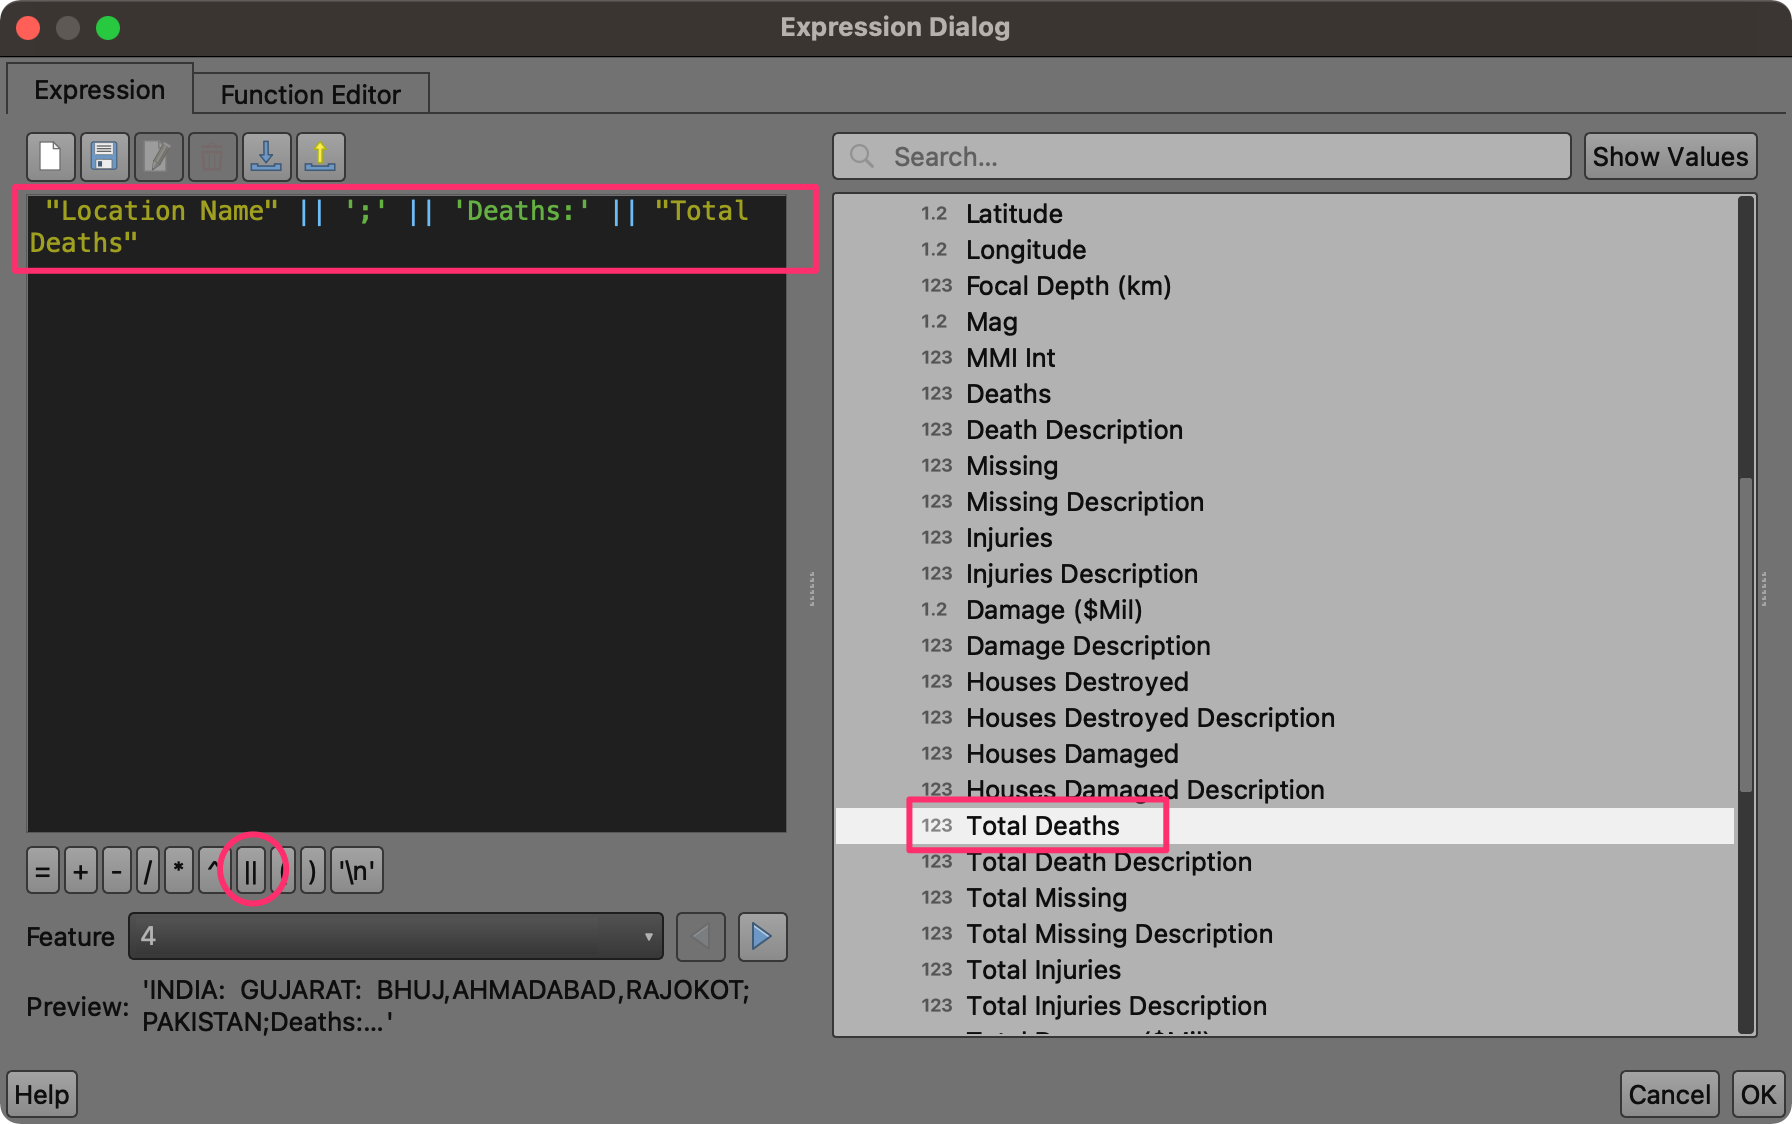 Expression Dialog
Expression
Function Editor
Search...
Show Values
"Location Name" || ';' || 'Deaths:' || "Total
Deaths"
1.2 Latitude
1.2 Longitude
123 Focal Depth (km)
1.2 Mag
123 MMI Int
123 Deaths
123 Death Description
123 Missing
123 Missing Description
123 Injuries
123 Injuries Description
1.2 Damage ($Mil)
123 Damage Description
123 Houses Destroyed
123 Houses Destroyed Description
123 Houses Damaged
123 Houses Damaged Description
123 Total Deaths
123 Total Death Description
123 Total Missing
123 Total Missing Description
123 Total Injuries
123 Total Injuries Description
= + - / * ^ || ( ) '\n'
Feature 4
Preview: 'INDIA: GUJARAT: BHUJ,AHMADABAD,RAJOKOT;
PAKISTAN;Deaths:...'
Help
Cancel
OK